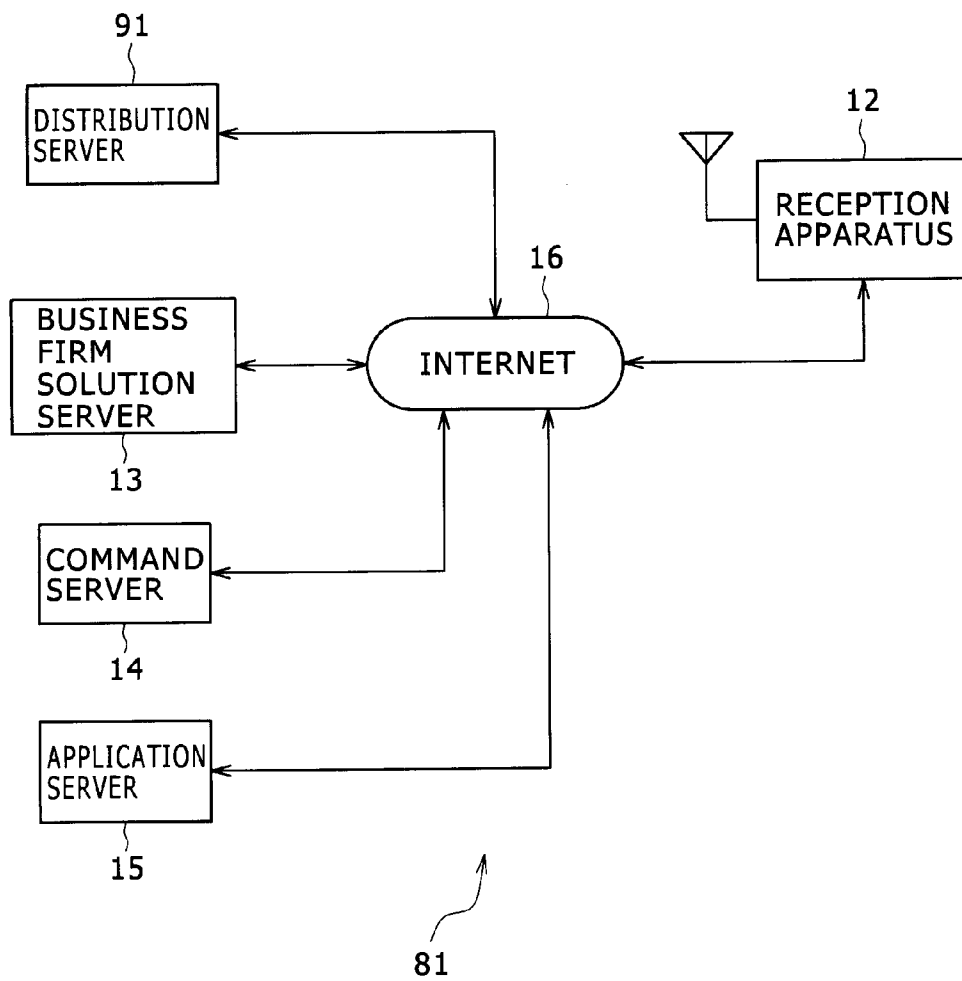 91
DISTRIBUTION
SERVER
12
RECEPTION
APPARATUS
16
INTERNET
BUSINESS
FIRM
SOLUTION
SERVER
13
COMMAND
SERVER
14
APPLICATION
SERVER
15
81